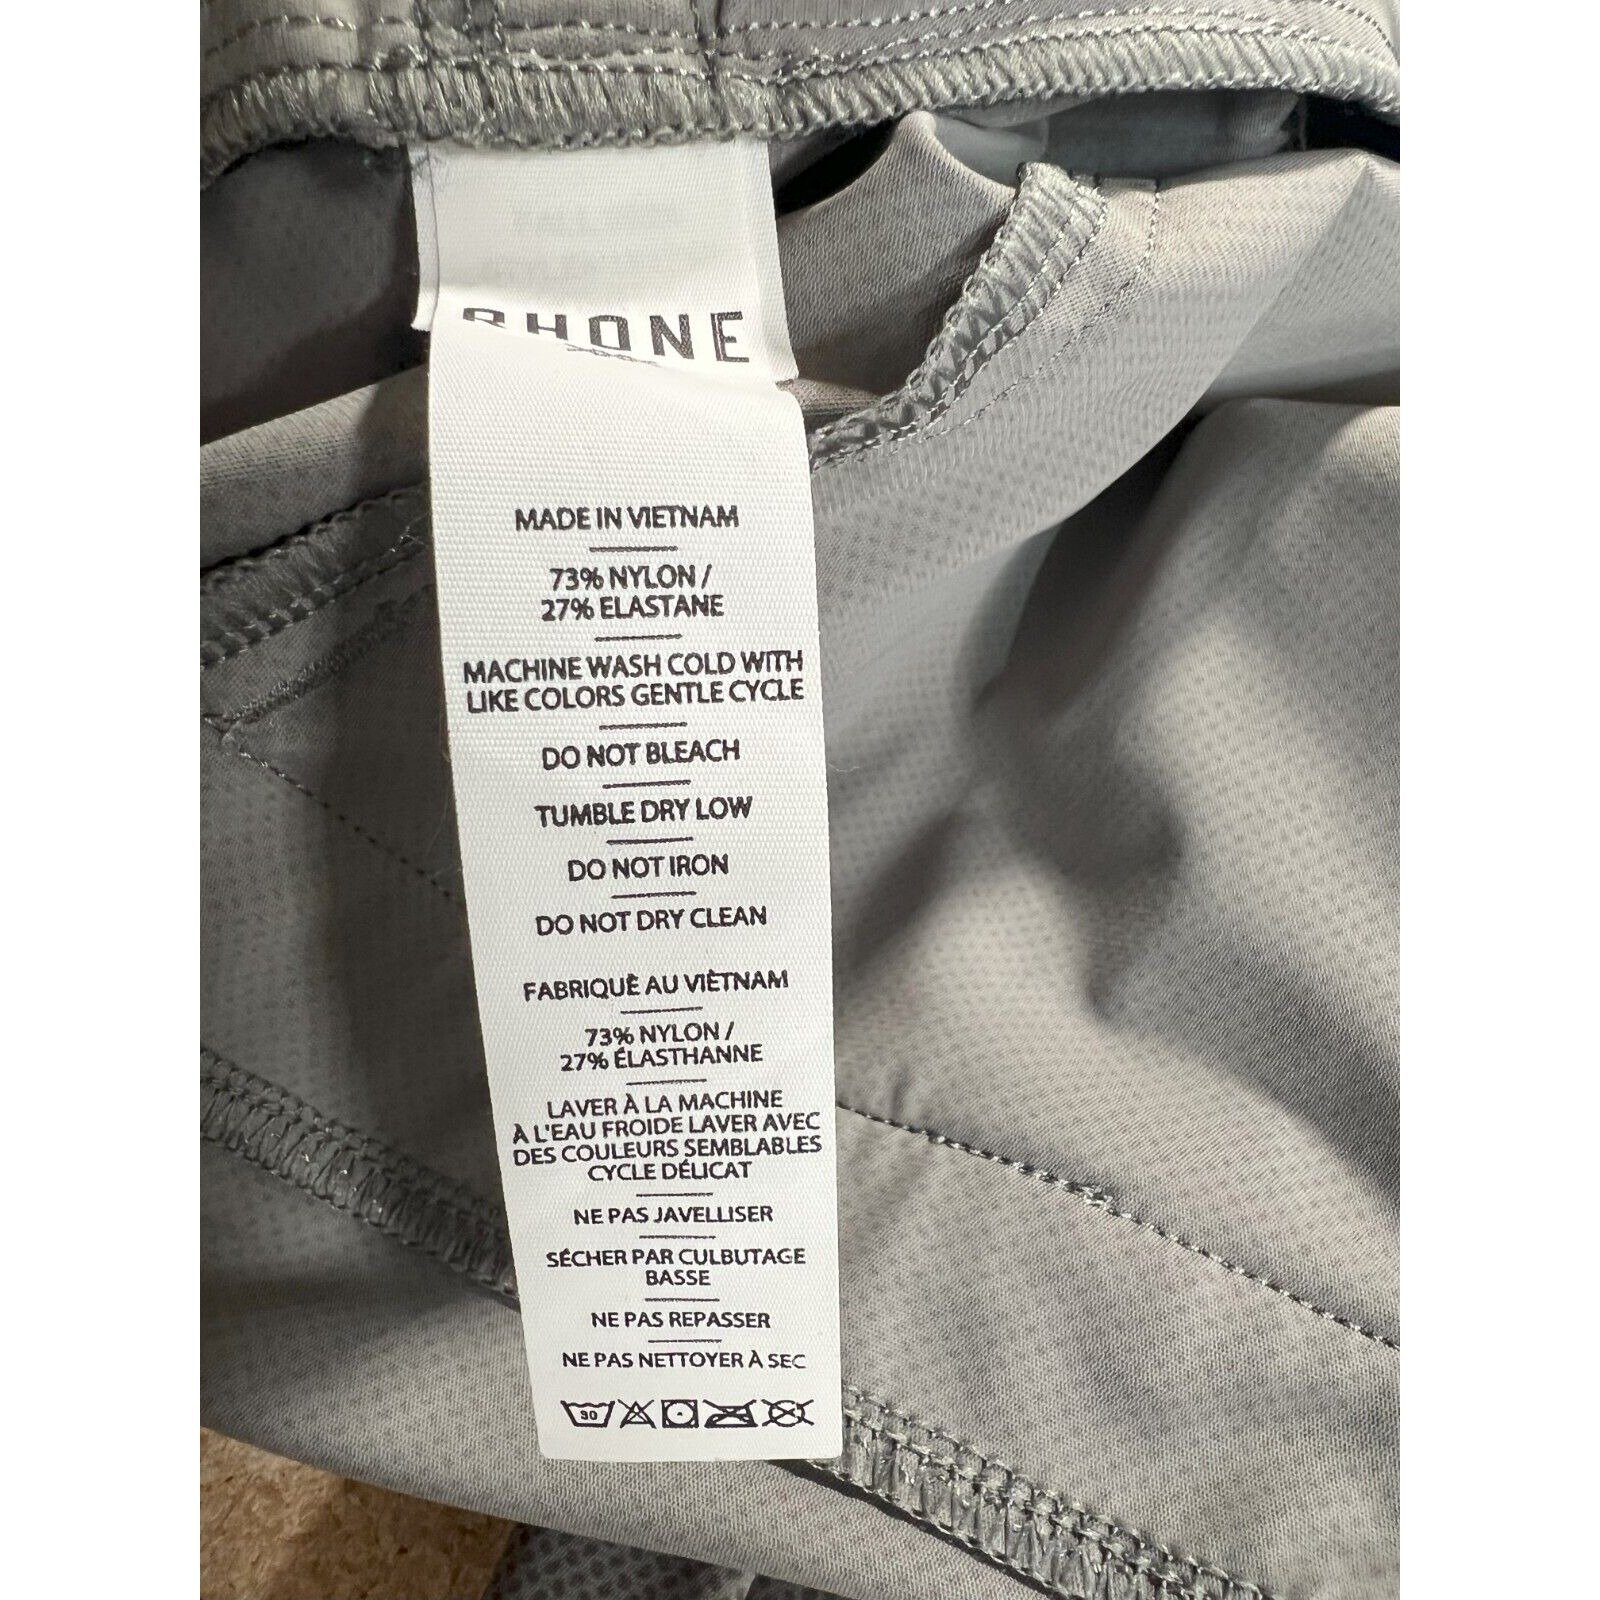 RHONE
MADE IN VIETNAM
73% NYLON /
27% ELASTANE
MACHINE WASH COLD WITH
LIKE COLORS GENTLE CYCLE
DO NOT BLEACH
TUMBLE DRY LOW
DO NOT IRON
DO NOT DRY CLEAN
FABRIQUÈ AU VIÈTNAM
73% NYLON /
27% ÉLASTHANNE
LAVER À LA MACHINE
À L'EAU FROIDE LAVER AVEC
DES COULEURS SEMBLABLES
CYCLE DÉLICAT
NE PAS JAVELLISER
SÉCHER PAR CULBUTAGE
BASSE
NE PAS REPASSER
NE PAS NETTOYER À SEC
30